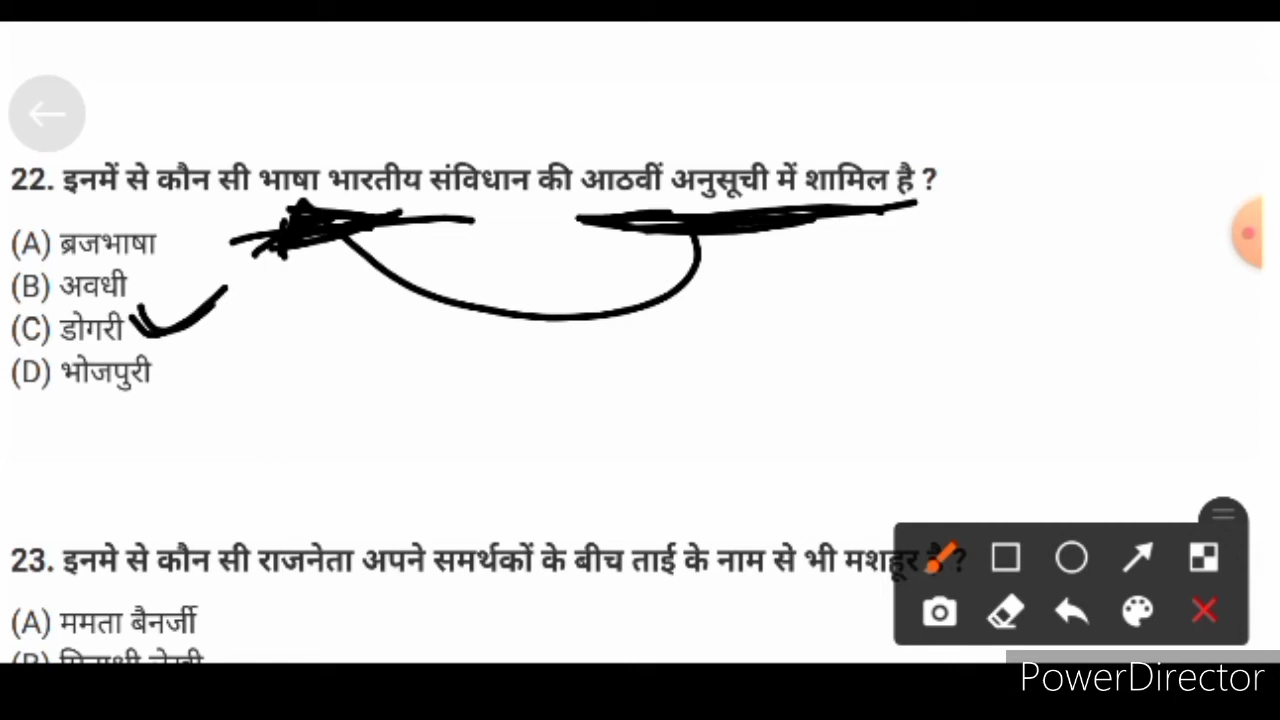 22. इनमें से कौन सी भाषा भारतीय संविधान की आठवीं अनुसूची में शामिल है ?
(A) ब्रजभाषा
(B) अवधी
(C) डोगरी
(D) भोजपुरी
23. इनमे से कौन सी राजनेता अपने समर्थकों के बीच ताई के नाम से भी मशहूर है ?
(A) ममता बैनर्जी
(B)
PowerDirector